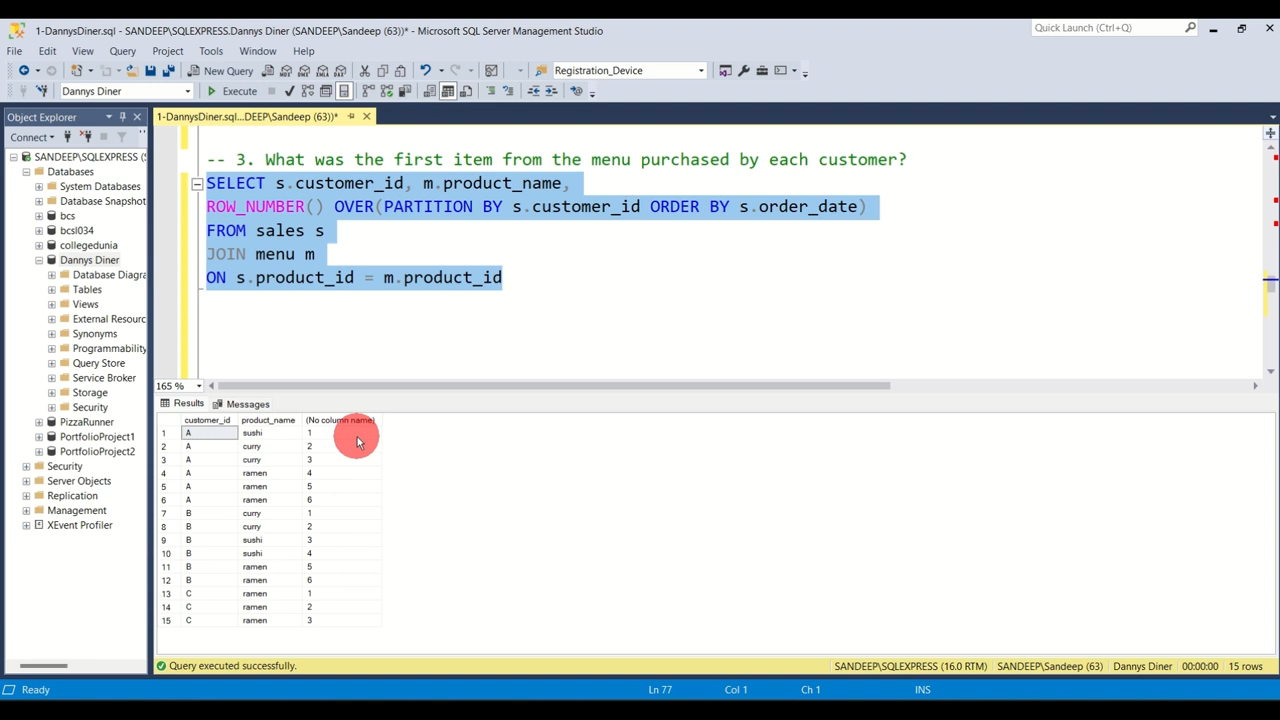 1-DannysDiner.sql - SANDEEP\SQLEXPRESS.Dannys Diner (SANDEEP\Sandeep (63))* - Microsoft SQL Server Management Studio
Quick Launch (Ctrl+Q)
File Edit View Query Project Tools Window Help
New Query
Registration_Device
Dannys Diner
Execute
Object Explorer
1-DannysDiner.sql...DEEP\Sandeep (63))*
Connect
SANDEEP\SQLEXPRESS (
Databases
System Databases
Database Snapshot
bcs
bcsl034
collegedunia
Dannys Diner
Database Diagra
Tables
Views
External Resourc
Synonyms
Programmability
Query Store
Service Broker
Storage
Security
PizzaRunner
PortfolioProject1
PortfolioProject2
Security
Server Objects
Replication
Management
XEvent Profiler
-- 3. What was the first item from the menu purchased by each customer?
SELECT s.customer_id, m.product_name,
ROW_NUMBER() OVER(PARTITION BY s.customer_id ORDER BY s.order_date)
FROM sales s
JOIN menu m
ON s.product_id = m.product_id
165 %
Results Messages
customer_id product_name (No column name)
1 A sushi 1
2 A curry 2
3 A curry 3
4 A ramen 4
5 A ramen 5
6 A ramen 6
7 B curry 1
8 B curry 2
9 B sushi 3
10 B sushi 4
11 B ramen 5
12 B ramen 6
13 C ramen 1
14 C ramen 2
15 C ramen 3
Query executed successfully.
SANDEEP\SQLEXPRESS (16.0 RTM) SANDEEP\Sandeep (63) Dannys Diner 00:00:00 15 rows
Ready
Ln 77 Col 1 Ch 1 INS